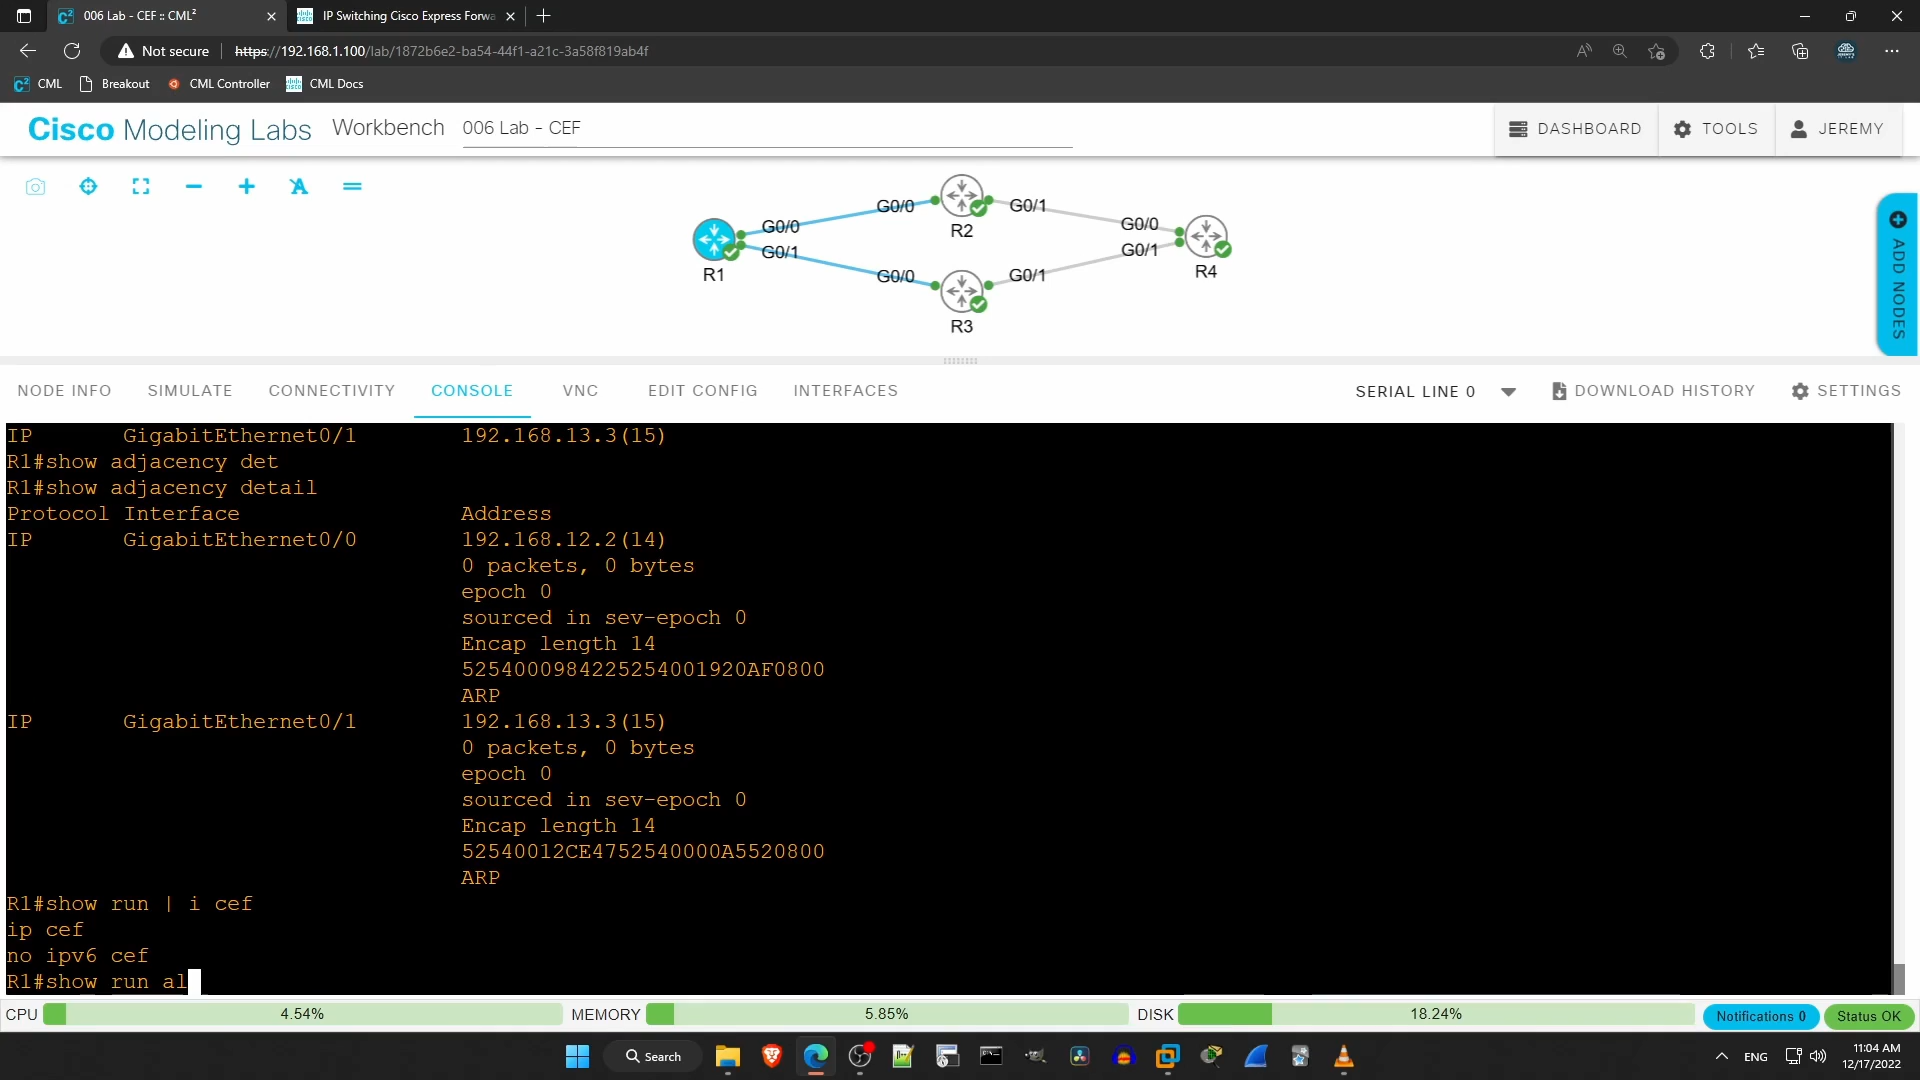 006 Lab - CEF :: CML²
IP Switching Cisco Express Forwa
Not secure
https://192.168.1.100/lab/1872b6e2-ba54-44f1-a21c-3a58f819ab4f
CML
Breakout
CML Controller
CML Docs
Cisco Modeling Labs
Workbench
006 Lab - CEF
DASHBOARD
TOOLS
JEREMY
ADD NODES
G0/0
G0/0
G0/1
G0/0
G0/1
G0/0
G0/1
G0/1
R1
R2
R3
R4
NODE INFO
SIMULATE
CONNECTIVITY
CONSOLE
VNC
EDIT CONFIG
INTERFACES
SERIAL LINE 0
DOWNLOAD HISTORY
SETTINGS
IP GigabitEthernet0/1 192.168.13.3(15)
R1#show adjacency det
R1#show adjacency detail
Protocol Interface Address
IP GigabitEthernet0/0 192.168.12.2(14)
0 packets, 0 bytes
epoch 0
sourced in sev-epoch 0
Encap length 14
5254000984225254001920AF0800
ARP
IP GigabitEthernet0/1 192.168.13.3(15)
0 packets, 0 bytes
epoch 0
sourced in sev-epoch 0
Encap length 14
52540012CE4752540000A5520800
ARP
R1#show run | i cef
ip cef
no ipv6 cef
R1#show run al
CPU 4.54% MEMORY 5.85% DISK 18.24% Notifications 0 Status OK
Search
ENG
11:04 AM
12/17/2022